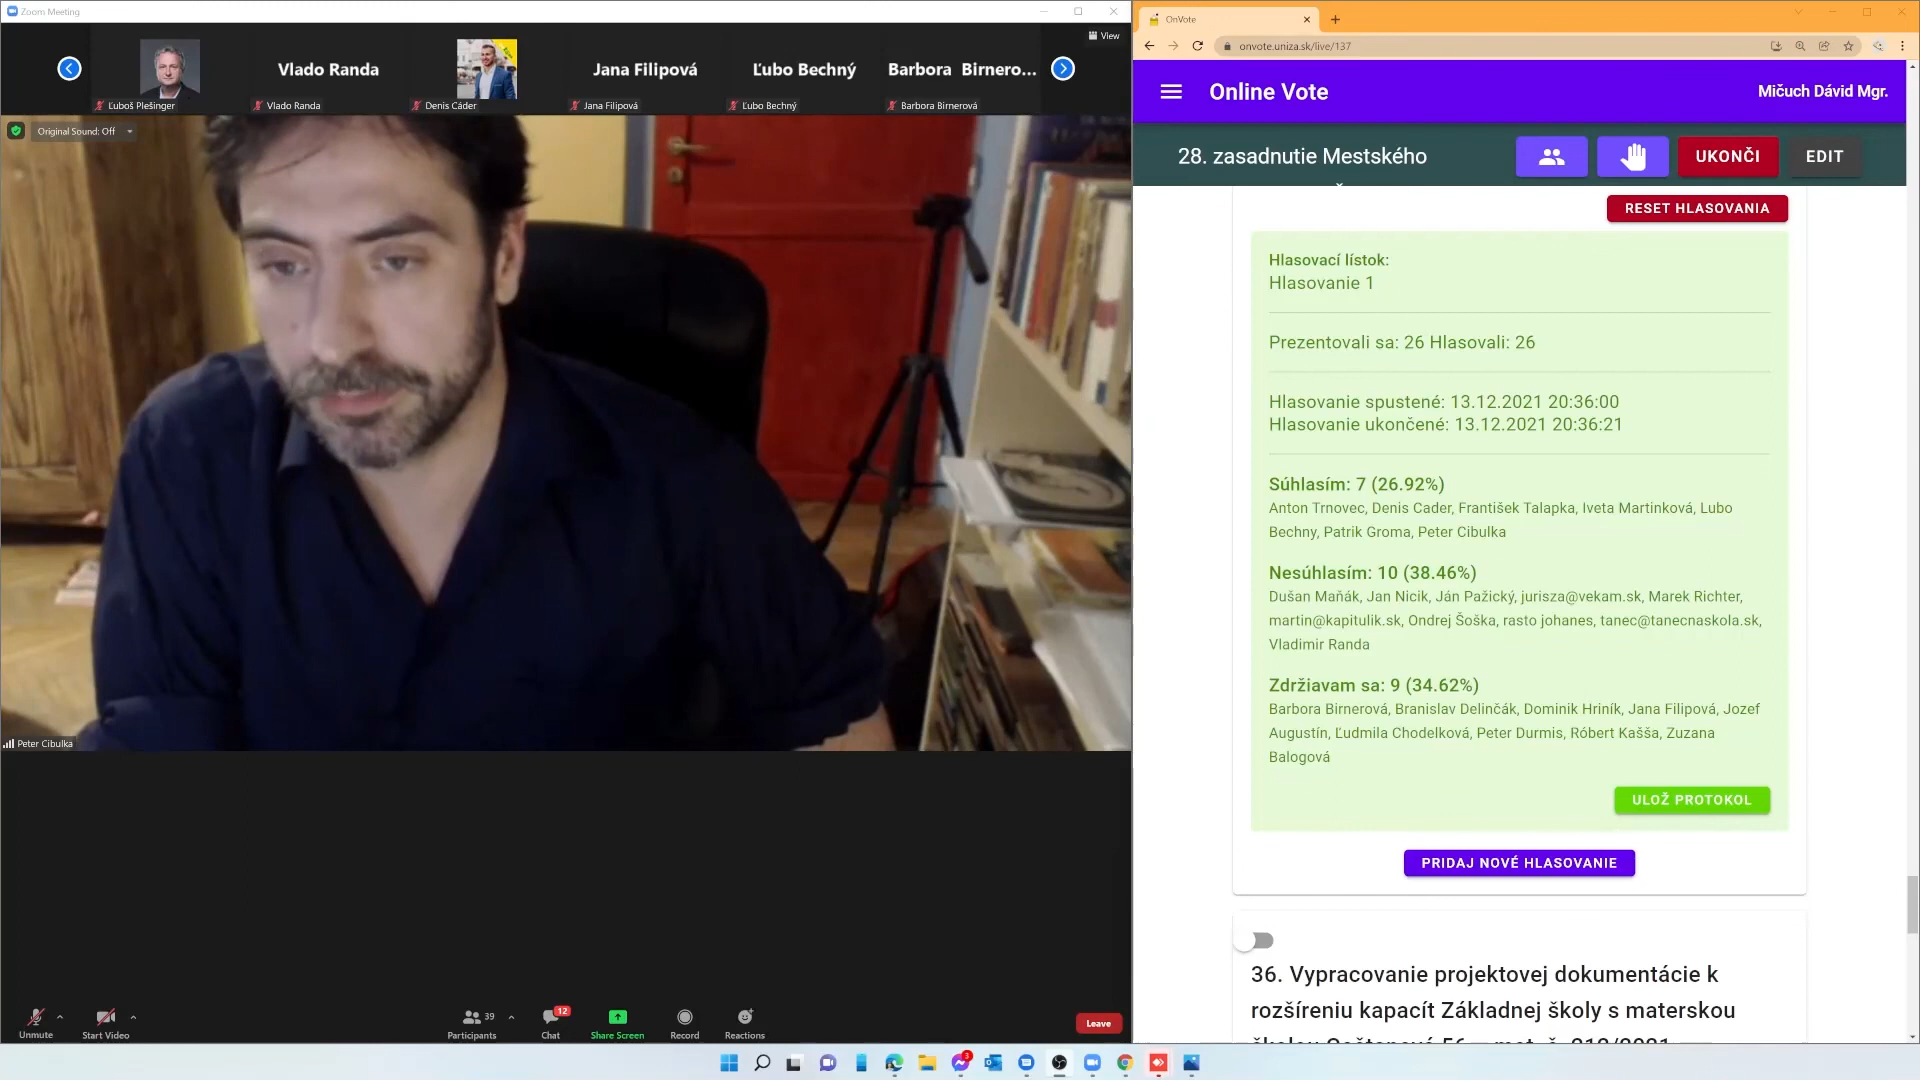 Zoom Meeting
View
Vlado Randa
Jana Filipová
Ľubo Bechný
Barbora Birnero...
Ľuboš Plešinger
Vlado Randa
Denis Cáder
Jana Filipová
Ľubo Bechný
Barbora Birnerová
Original Sound: Off
Peter Cibulka
Unmute
Start Video
39
Participants
12
Chat
Share Screen
Record
Reactions
Leave
OnVote
onvote.uniza.sk/live/137
Online Vote
Mičuch Dávid Mgr.
28. zasadnutie Mestského
UKONČI
EDIT
RESET HLASOVANIA
Hlasovací lístok:
Hlasovanie 1
Prezentovali sa: 26 Hlasovali: 26
Hlasovanie spustené: 13.12.2021 20:36:00
Hlasovanie ukončené: 13.12.2021 20:36:21
Súhlasím: 7 (26.92%)
Anton Trnovec, Denis Cader, František Talapka, Iveta Martinková, Lubo
Bechny, Patrik Groma, Peter Cibulka
Nesúhlasím: 10 (38.46%)
Dušan Maňák, Jan Nicik, Ján Pažický, jurisza@vekam.sk, Marek Richter,
martin@kapitulik.sk, Ondrej Šoška, rasto johanes, tanec@tanecnaskola.sk,
Vladimir Randa
Zdržiavam sa: 9 (34.62%)
Barbora Birnerová, Branislav Delinčák, Dominik Hriník, Jana Filipová, Jozef
Augustín, Ľudmila Chodelková, Peter Durmis, Róbert Kašša, Zuzana
Balogová
ULOŽ PROTOKOL
PRIDAJ NOVÉ HLASOVANIE
36. Vypracovanie projektovej dokumentácie k
rozšíreniu kapacít Základnej školy s materskou
3